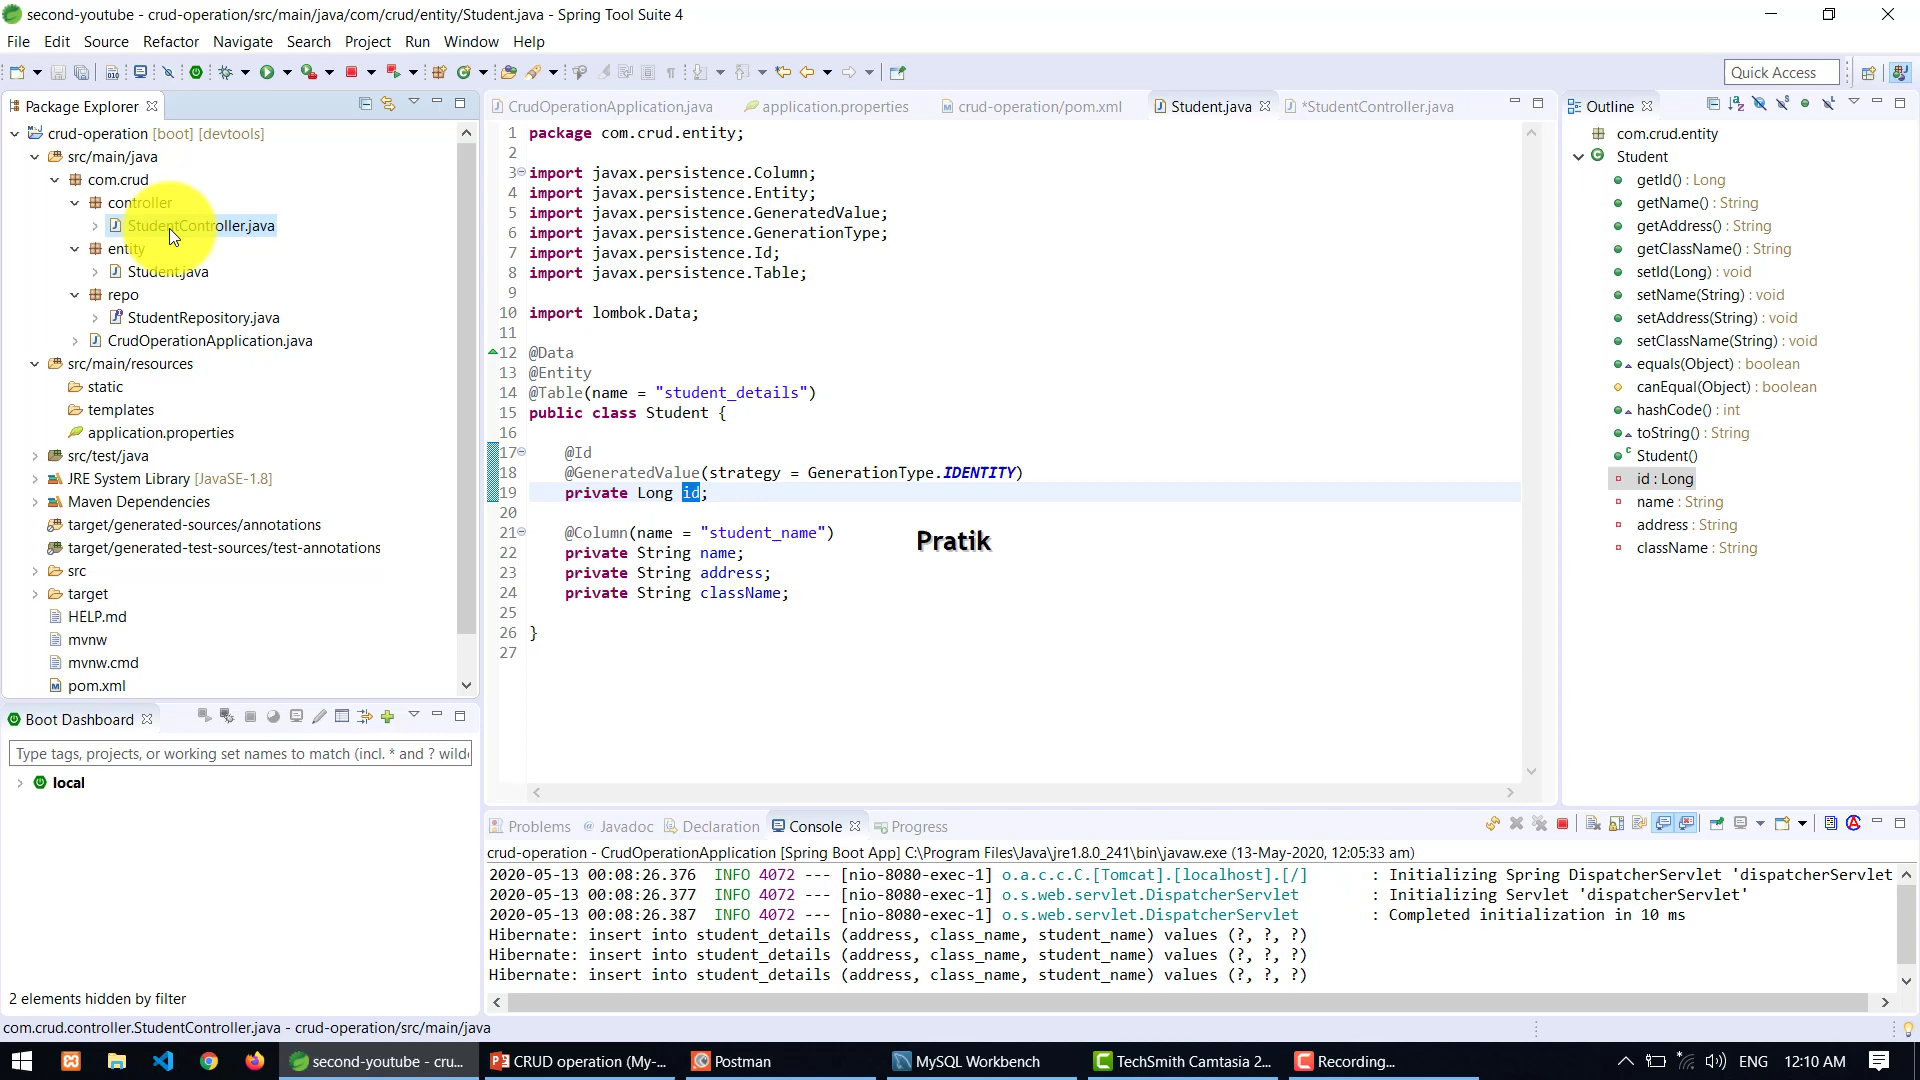 second-youtube - crud-operation/src/main/java/com/crud/entity/Student.java - Spring Tool Suite 4
File Edit Source Refactor Navigate Search Project Run Window Help
Quick Access
Package Explorer
crud-operation [boot] [devtools]
src/main/java
com.crud
controller
StudentController.java
entity
Student.java
repo
StudentRepository.java
CrudOperationApplication.java
src/main/resources
static
templates
application.properties
src/test/java
JRE System Library [JavaSE-1.8]
Maven Dependencies
target/generated-sources/annotations
target/generated-test-sources/test-annotations
src
target
HELP.md
mvnw
mvnw.cmd
pom.xml
Boot Dashboard
Type tags, projects, or working set names to match (incl. * and ? wild
local
2 elements hidden by filter
CrudOperationApplication.java application.properties crud-operation/pom.xml Student.java *StudentController.java
1 package com.crud.entity;
2
3 import javax.persistence.Column;
4 import javax.persistence.Entity;
5 import javax.persistence.GeneratedValue;
6 import javax.persistence.GenerationType;
7 import javax.persistence.Id;
8 import javax.persistence.Table;
9
10 import lombok.Data;
11
12 @Data
13 @Entity
14 @Table(name = "student_details")
15 public class Student {
16
17 @Id
18 @GeneratedValue(strategy = GenerationType.IDENTITY)
19 private Long id;
20
21 @Column(name = "student_name")
22 private String name;
23 private String address;
24 private String className;
25
26 }
27
Pratik
Outline
com.crud.entity
Student
getId() : Long
getName() : String
getAddress() : String
getClassName() : String
setId(Long) : void
setName(String) : void
setAddress(String) : void
setClassName(String) : void
equals(Object) : boolean
canEqual(Object) : boolean
hashCode() : int
toString() : String
Student()
id : Long
name : String
address : String
className : String
Problems Javadoc Declaration Console Progress
crud-operation - CrudOperationApplication [Spring Boot App] C:\Program Files\Java\jre1.8.0_241\bin\javaw.exe (13-May-2020, 12:05:33 am)
2020-05-13 00:08:26.376 INFO 4072 --- [nio-8080-exec-1] o.a.c.c.C.[Tomcat].[localhost].[/] : Initializing Spring DispatcherServlet 'dispatcherServlet
2020-05-13 00:08:26.377 INFO 4072 --- [nio-8080-exec-1] o.s.web.servlet.DispatcherServlet : Initializing Servlet 'dispatcherServlet'
2020-05-13 00:08:26.387 INFO 4072 --- [nio-8080-exec-1] o.s.web.servlet.DispatcherServlet : Completed initialization in 10 ms
Hibernate: insert into student_details (address, class_name, student_name) values (?, ?, ?)
Hibernate: insert into student_details (address, class_name, student_name) values (?, ?, ?)
Hibernate: insert into student_details (address, class_name, student_name) values (?, ?, ?)
com.crud.controller.StudentController.java - crud-operation/src/main/java
second-youtube - cru... CRUD operation (My-... Postman MySQL Workbench TechSmith Camtasia 2... Recording... ENG 12:10 AM